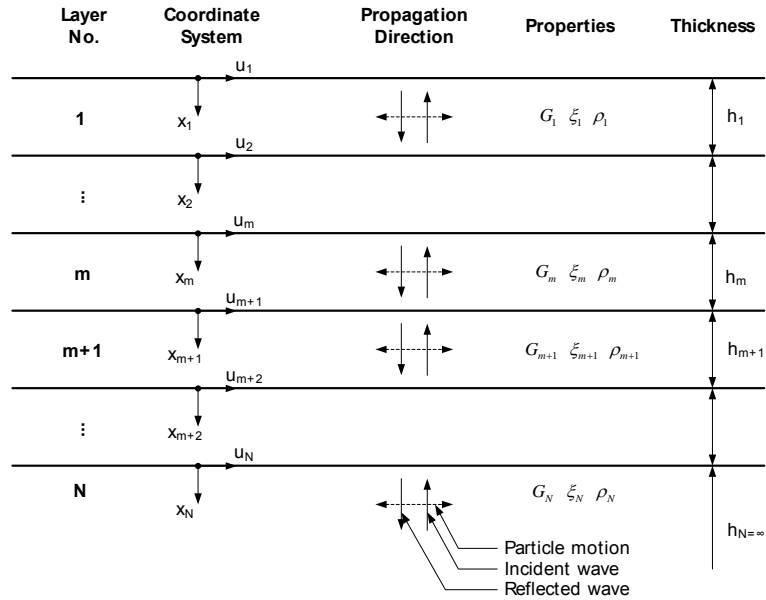 Layer No. Coordinate System Propagation Direction Properties Thickness
u1
1 x1 G1 ξ1 ρ1 h1
u2
⋮ x2
um
m xm Gm ξm ρm hm
um+1
m+1 xm+1 Gm+1 ξm+1 ρm+1 hm+1
um+2
⋮ xm+2
uN
N xN GN ξN ρN hN=∞
Particle motion
Incident wave
Reflected wave